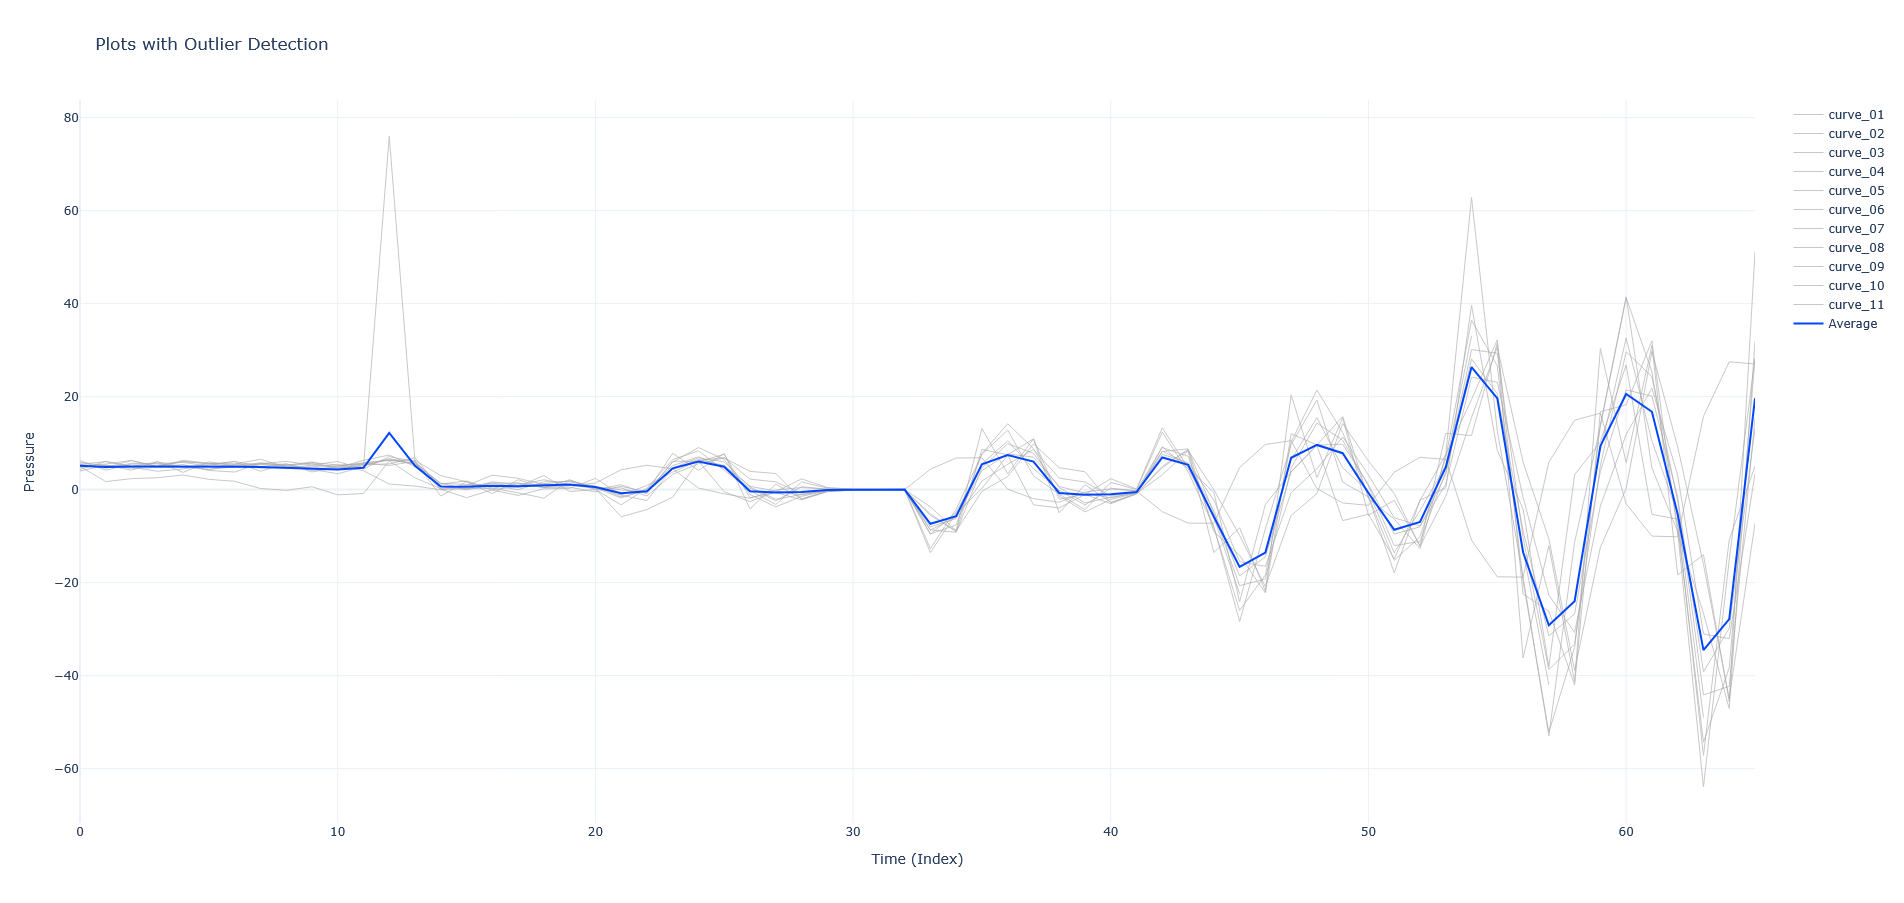 Plots with Outlier Detection
80
60
40
20
0
−20
−40
−60
Pressure
0
10
20
30
40
50
60
Time (Index)
curve_01
curve_02
curve_03
curve_04
curve_05
curve_06
curve_07
curve_08
curve_09
curve_10
curve_11
Average